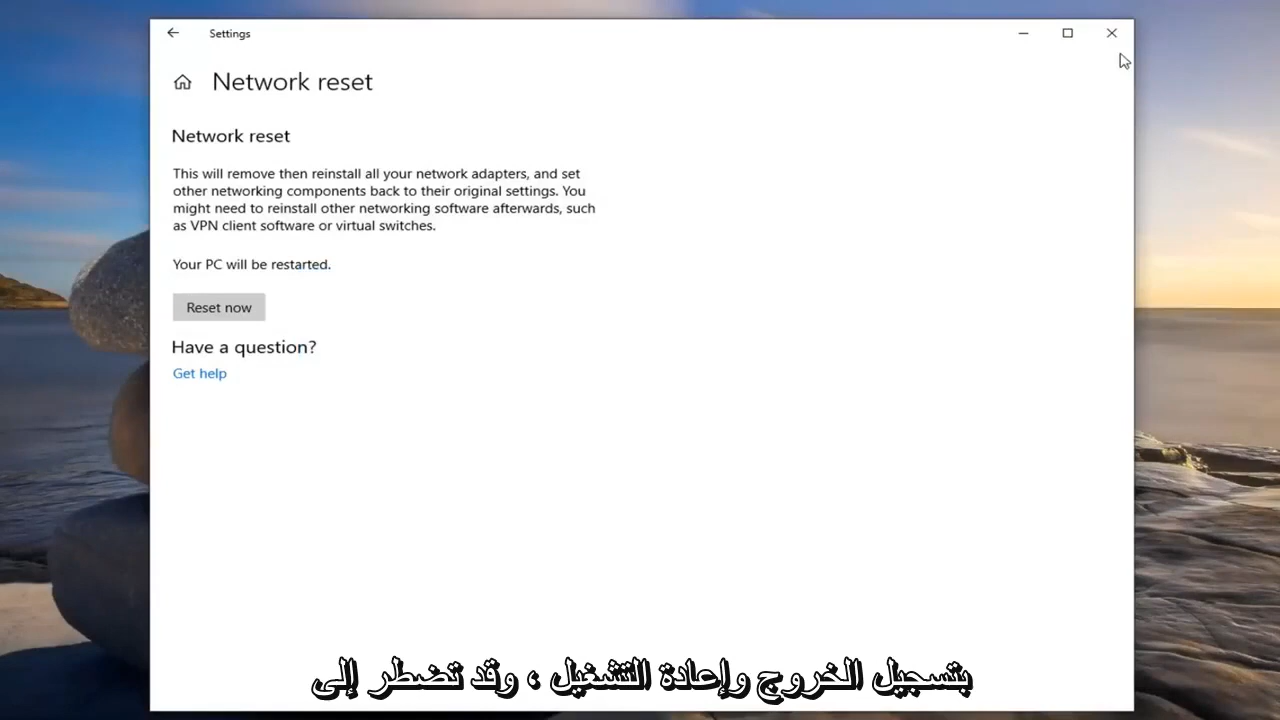 Settings
Network reset
Network reset
This will remove then reinstall all your network adapters, and set
other networking components back to their original settings. You
might need to reinstall other networking software afterwards, such
as VPN client software or virtual switches.
Your PC will be restarted.
Reset now
Have a question?
Get help
بتسجيل الخروج وإعادة التشغيل ، وقد تضطر إلى